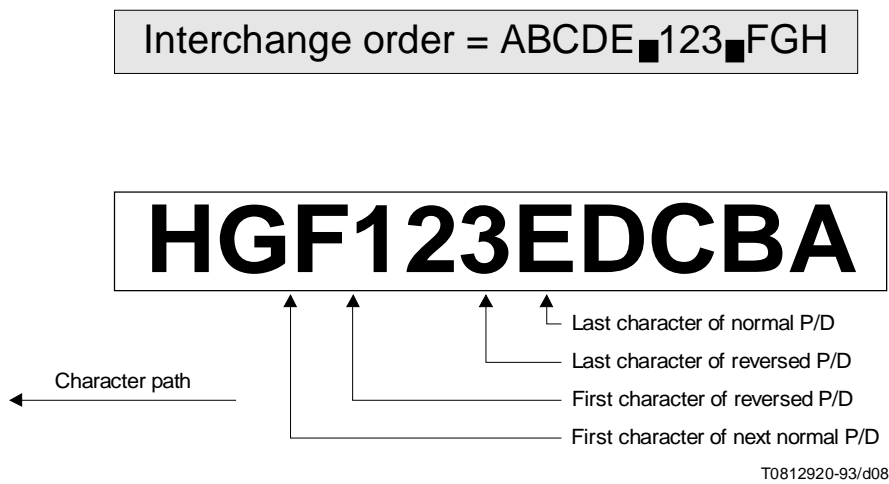 Interchange order = ABCDE■123■FGH
HGF123EDCBA
Last character of normal P/D
Last character of reversed P/D
Character path
First character of reversed P/D
First character of next normal P/D
T0812920-93/d08